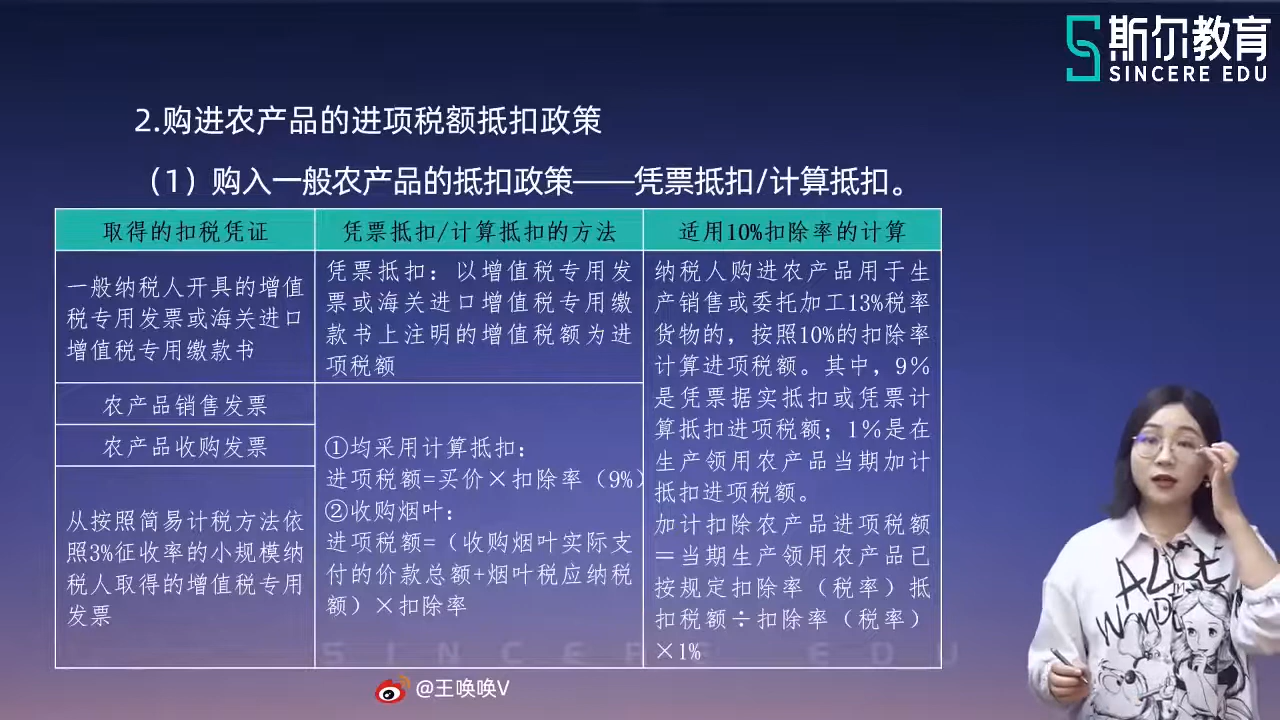 斯尔教育
SINCERE EDU
2.购进农产品的进项税额抵扣政策
（1）购入一般农产品的抵扣政策——凭票抵扣/计算抵扣。
取得的扣税凭证
凭票抵扣/计算抵扣的方法
适用10%扣除率的计算
一般纳税人开具的增值
税专用发票或海关进口
增值税专用缴款书
凭票抵扣：以增值税专用发
票或海关进口增值税专用缴
款书上注明的增值税额为进
项税额
纳税人购进农产品用于生
产销售或委托加工13%税率
货物的，按照10%的扣除率
计算进项税额。其中，9%
是凭票据实抵扣或凭票计
算抵扣进项税额；1%是在
生产领用农产品当期加计
抵扣进项税额。
加计扣除农产品进项税额
＝当期生产领用农产品已
按规定扣除率（税率）抵
扣税额÷扣除率（税率）
×1%
农产品销售发票
农产品收购发票
从按照简易计税方法依
照3%征收率的小规模纳
税人取得的增值税专用
发票
①均采用计算抵扣：
进项税额=买价×扣除率（9%）
②收购烟叶：
进项税额=（收购烟叶实际支
付的价款总额+烟叶税应纳税
额）×扣除率
SINCERE EDU
@王唤唤V
ALICE
IN